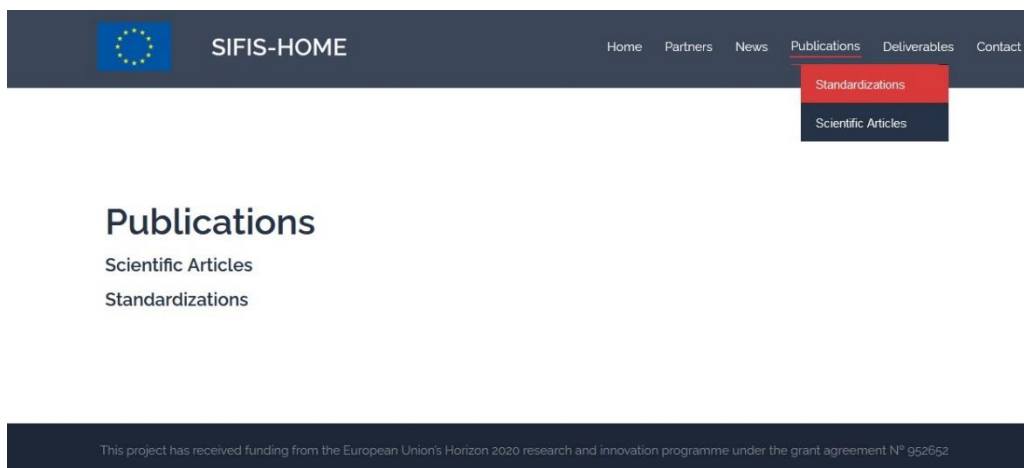 SIFIS-HOME
Home Partners News Publications Deliverables Contact
Standardizations
Scientific Articles
Publications
Scientific Articles
Standardizations
This project has received funding from the European Union's Horizon 2020 research and innovation programme under the grant agreement Nº 952652